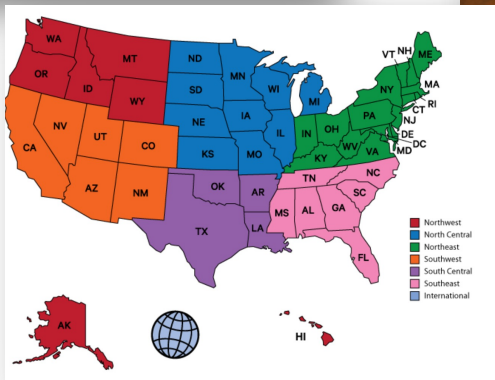 WA
MT
ND
MN
VT
NH
ME
OR
ID
WY
SD
WI
MI
NY
MA
RI
CT
NV
UT
CO
NE
IA
IL
IN
OH
PA
NJ
DE
DC
MD
CA
KS
MO
KY
WV
VA
AZ
NM
OK
AR
TN
NC
SC
TX
LA
MS
AL
GA
FL
Northwest
North Central
Northeast
Southwest
South Central
Southeast
International
AK
HI